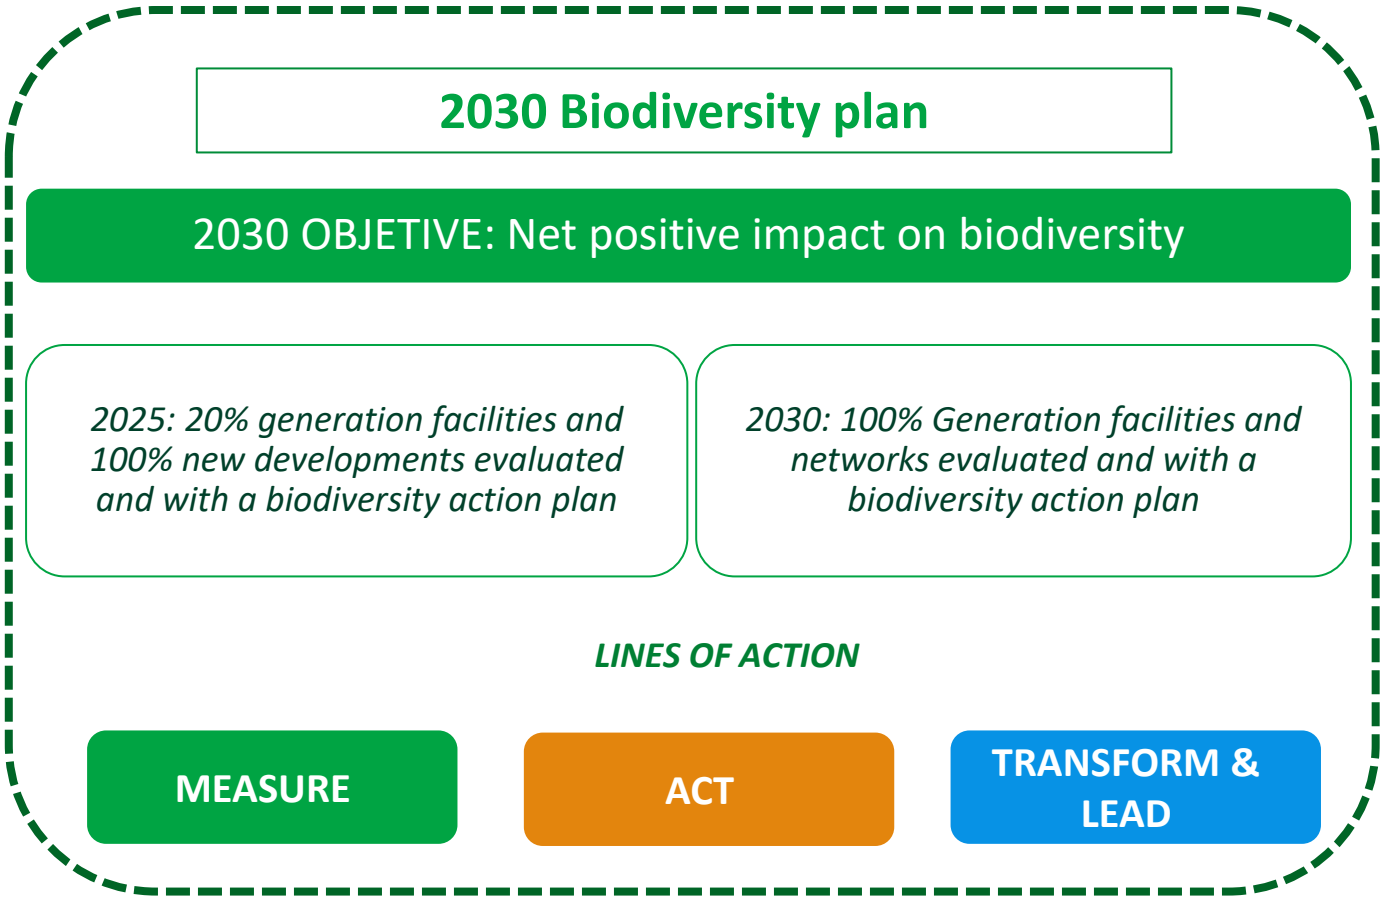 2030 Biodiversity plan
2030 OBJETIVE: Net positive impact on biodiversity
2025: 20% generation facilities and
100% new developments evaluated
and with a biodiversity action plan
2030: 100% Generation facilities and
networks evaluated and with a
biodiversity action plan
LINES OF ACTION
MEASURE
ACT
TRANSFORM &
LEAD